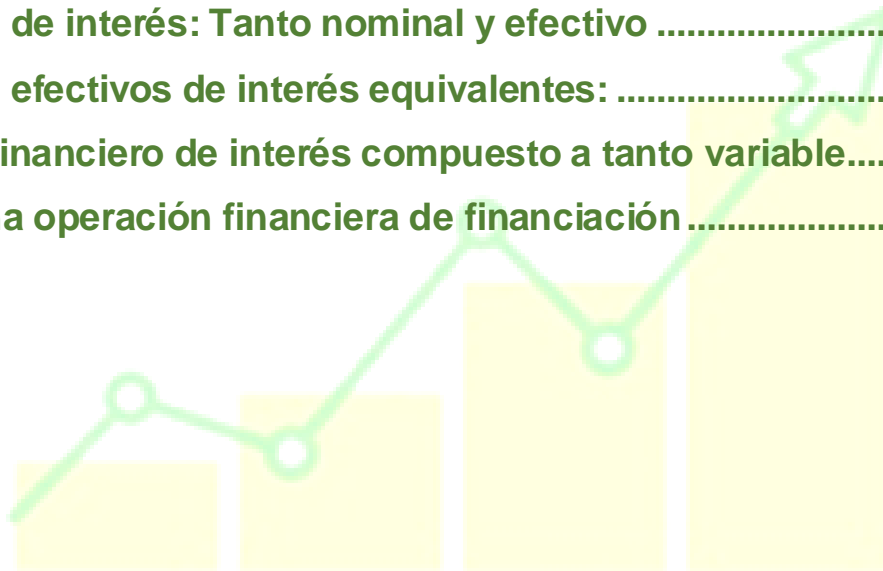 de interés: Tanto nominal y efectivo .......................
efectivos de interés equivalentes: ...........................
inanciero de interés compuesto a tanto variable....
a operación financiera de financiación ....................